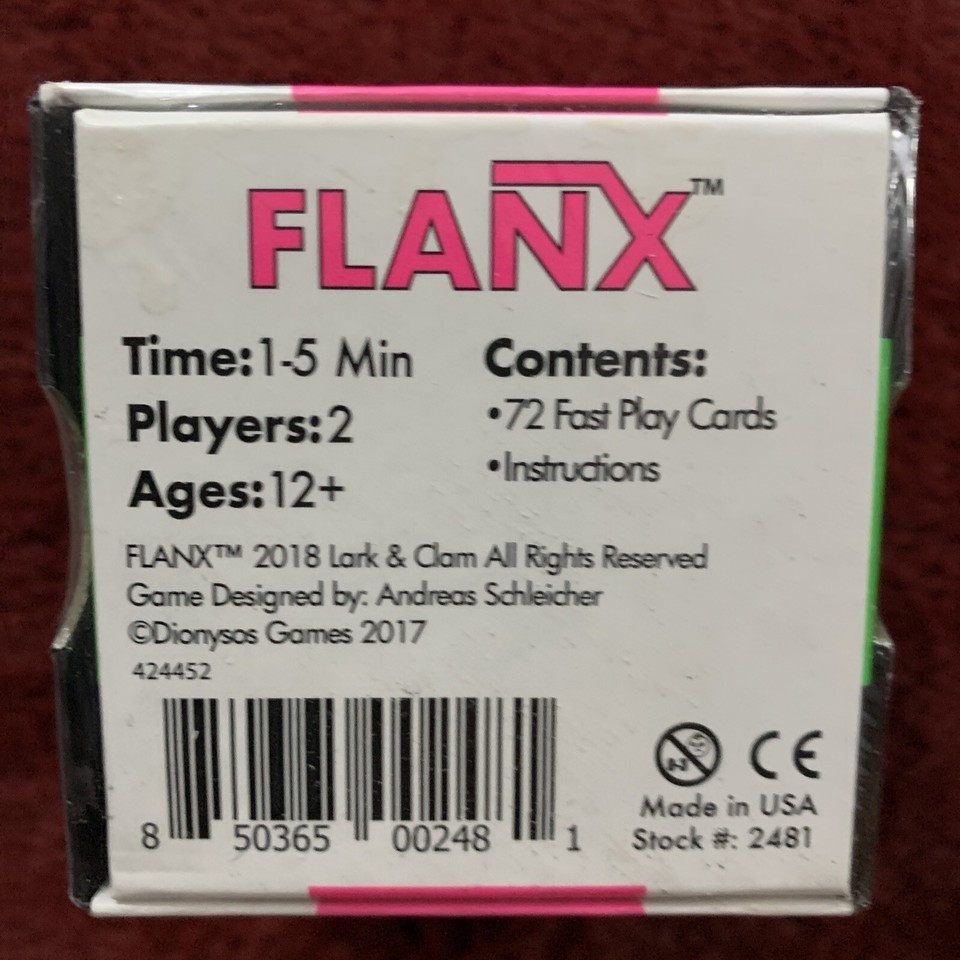 FLANX™
Time: 1-5 Min
Players: 2
Ages: 12+
Contents:
•72 Fast Play Cards
•Instructions
FLANX™ 2018 Lark & Clam All Rights Reserved
Game Designed by: Andreas Schleicher
©Dionysos Games 2017
424452
8 50365 00248 1
0-3
CE
Made in USA
Stock #: 2481